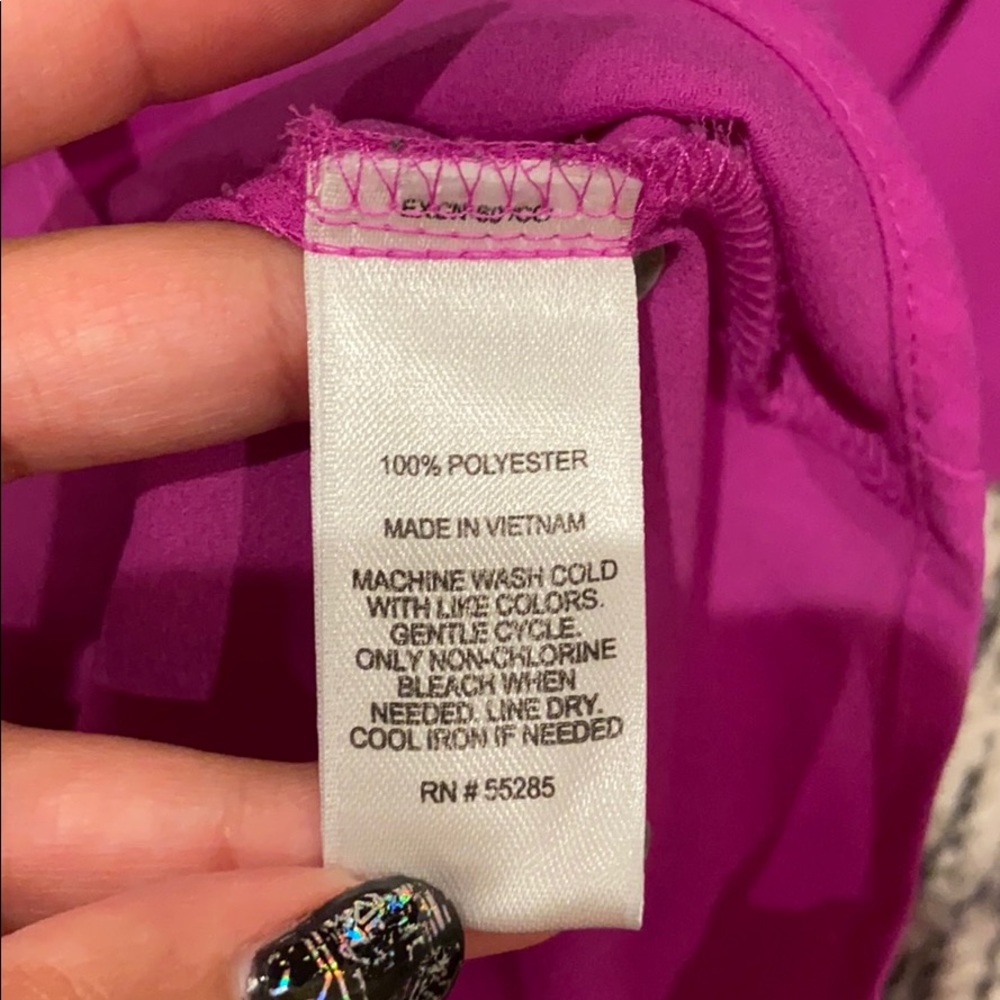 100% POLYESTER
MADE IN VIETNAM
MACHINE WASH COLD
WITH LIKE COLORS.
GENTLE CYCLE.
ONLY NON-CHLORINE
BLEACH WHEN
NEEDED. LINE DRY.
COOL IRON IF NEEDED
RN # 55285